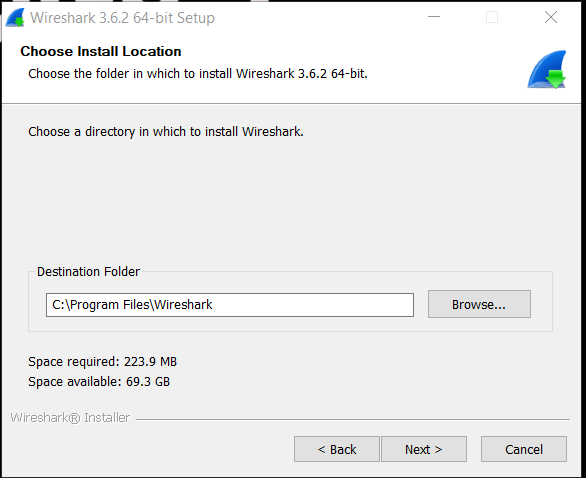 Wireshark 3.6.2 64-bit Setup
Choose Install Location
Choose the folder in which to install Wireshark 3.6.2 64-bit.
Choose a directory in which to install Wireshark.
Destination Folder
C:\Program Files\Wireshark
Browse...
Space required: 223.9 MB
Space available: 69.3 GB
Wireshark® Installer
< Back
Next >
Cancel